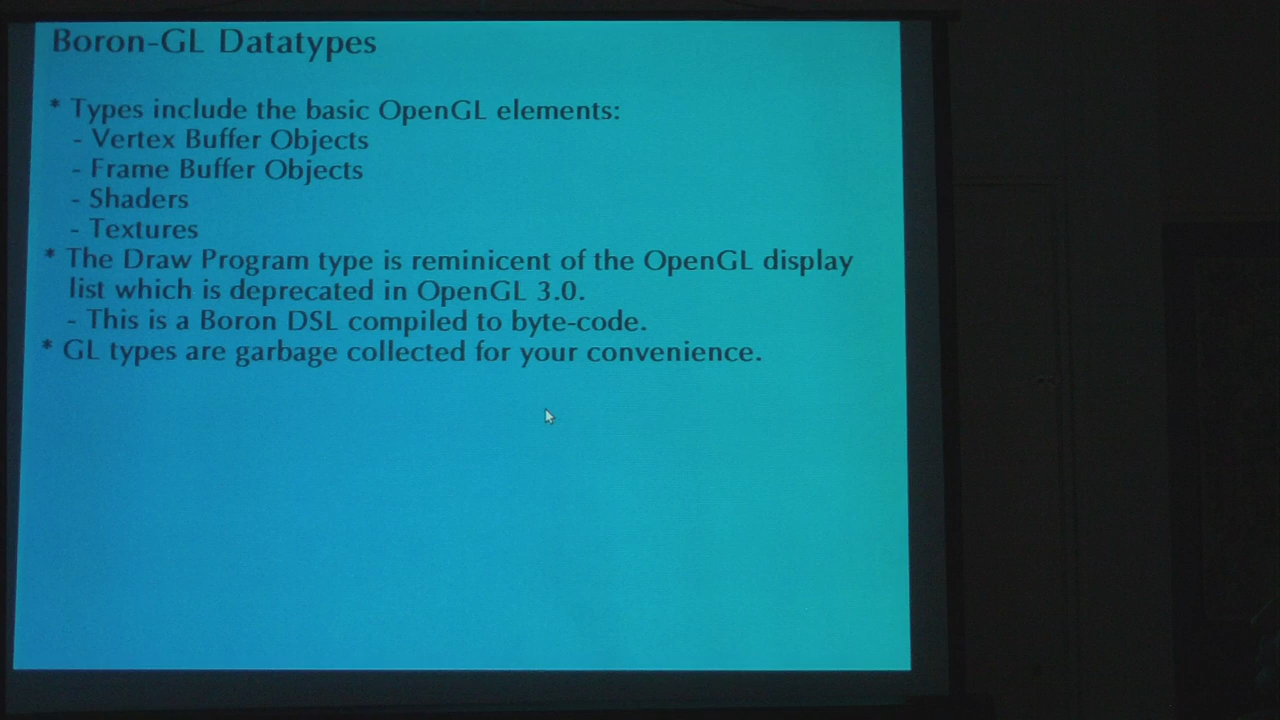 Boron-GL Datatypes
* Types include the basic OpenGL elements:
- Vertex Buffer Objects
- Frame Buffer Objects
- Shaders
- Textures
* The Draw Program type is reminicent of the OpenGL display
list which is deprecated in OpenGL 3.0.
- This is a Boron DSL compiled to byte-code.
* GL types are garbage collected for your convenience.